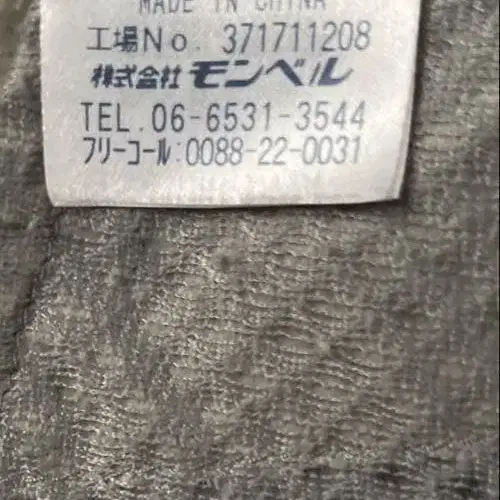 MADE IN CHINA
工場No. 371711208
株式会社 モンベル
TEL.06-6531-3544
フリーコール:0088-22-0031